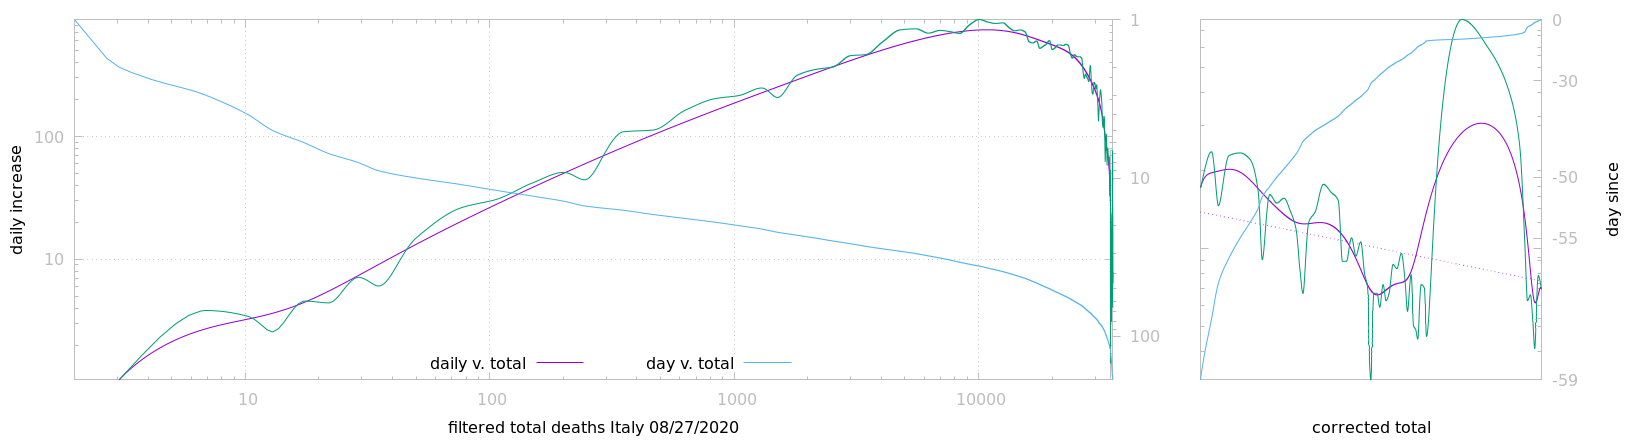 daily increase
100
10
daily v. total
day v. total
10
100
1000
10000
filtered total deaths Italy 08/27/2020
1
10
100
0
-30
-50
-55
-59
day since
corrected total